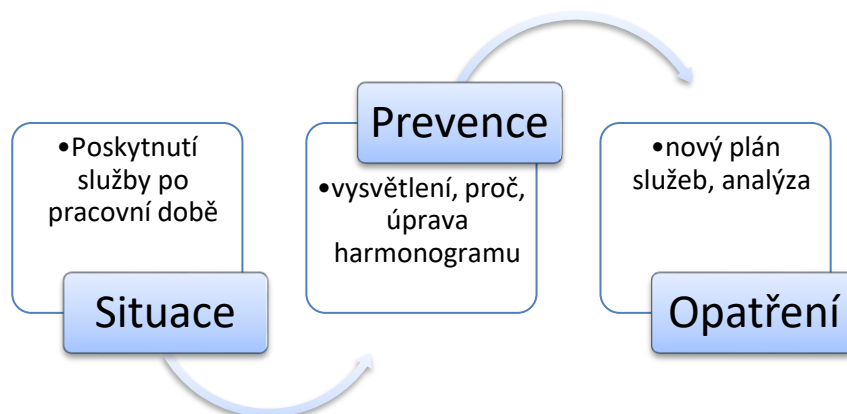 •Poskytnutí
služby po
pracovní době
Situace
Prevence
•vysvětlení, proč,
úprava
harmonogramu
•nový plán
služeb, analýza
Opatření